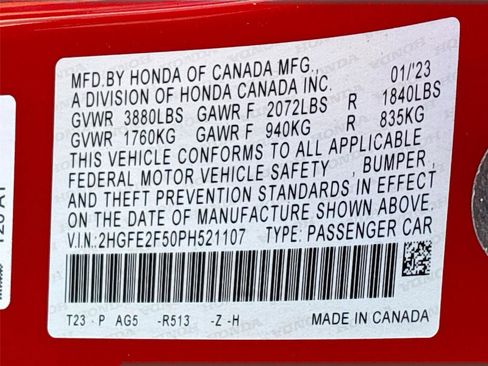 MFD.BY HONDA OF CANADA MFG., 01/'23
A DIVISION OF HONDA CANADA INC.
GVWR 3880LBS GAWR F 2072LBS R 1840LBS
GVWR 1760KG GAWR F 940KG R 835KG
THIS VEHICLE CONFORMS TO ALL APPLICABLE
FEDERAL MOTOR VEHICLE SAFETY , BUMPER,
AND THEFT PREVENTION STANDARDS IN EFFECT
ON THE DATE OF MANUFACTURE SHOWN ABOVE.
V.I.N.:2HGFE2F50PH521107 TYPE: PASSENGER CAR
T23 - P AG5 -R513 -Z -H MADE IN CANADA